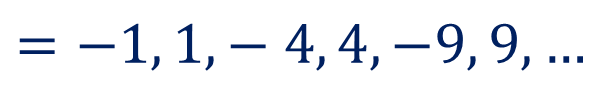 = −1, 1, − 4, 4, −9, 9, ...